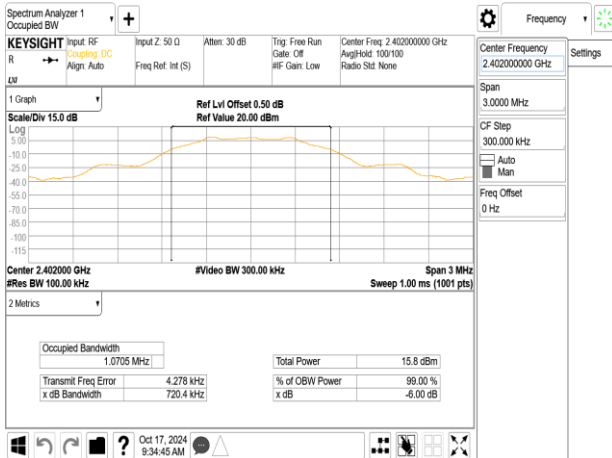 Spectrum Analyzer 1
Occupied BW
Frequency
KEYSIGHT
R
Input: RF
Coupling: DC
Align: Auto
Input Z: 50 Ω
Freq Ref: Int (S)
Atten: 30 dB
Trig: Free Run
Gate: Off
#IF Gain: Low
Center Freq: 2.402000000 GHz
Avg|Hold: 100/100
Radio Std: None
Center Frequency
2.402000000 GHz
Settings
Span
3.0000 MHz
CF Step
300.000 kHz
Auto
Man
Freq Offset
0 Hz
1 Graph
Scale/Div 15.0 dB
Ref Lvl Offset 0.50 dB
Ref Value 20.00 dBm
Log
5.00
-10.0
-25.0
-40.0
-55.0
-70.0
-85.0
-100
-115
Center 2.402000 GHz
#Video BW 300.00 kHz
Span 3 MHz
#Res BW 100.00 kHz
Sweep 1.00 ms (1001 pts)
2 Metrics
Occupied Bandwidth
1.0705 MHz
Total Power 15.8 dBm
Transmit Freq Error 4.278 kHz
% of OBW Power 99.00 %
x dB Bandwidth 720.4 kHz
x dB -6.00 dB
?
Oct 17, 2024
9:34:45 AM